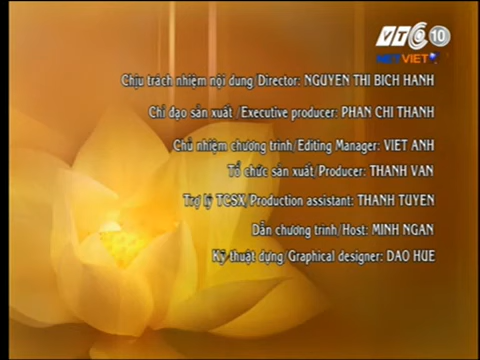 VTC 10
NETVIET
Chịu trách nhiệm nội dung/Director: NGUYEN THI BICH HANH
Chỉ đạo sản xuất /Executive producer: PHAN CHI THANH
Chủ nhiệm chương trình/Editing Manager: VIET ANH
Tổ chức sản xuất/Producer: THANH VAN
Trợ lý TCSX/Production assistant: THANH TUYEN
Dẫn chương trình/Host: MINH NGAN
Kỹ thuật dựng/Graphical designer: DAO HUE